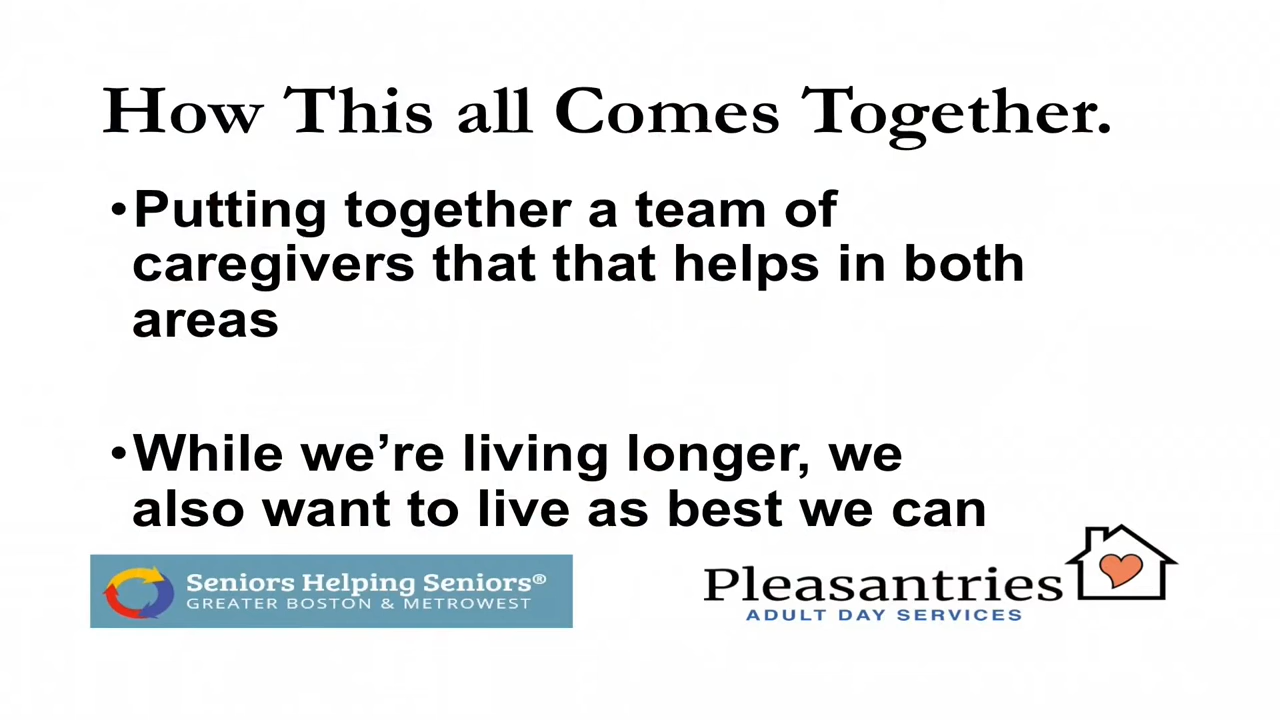 How This all Comes Together.
•Putting together a team of
caregivers that that helps in both
areas
•While we’re living longer, we
also want to live as best we can
Seniors Helping Seniors®
GREATER BOSTON & METROWEST
Pleasantries
ADULT DAY SERVICES